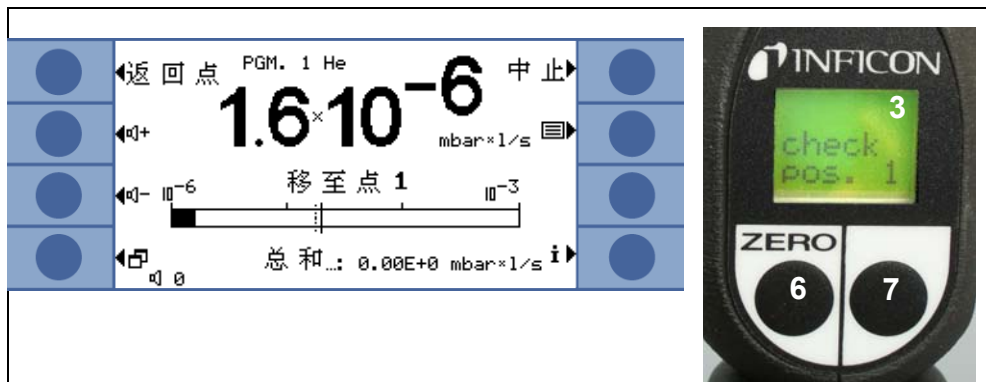 返回点
PGM. 1 He
中止
1.6×10⁻⁶
mbar×l/s
+
-
10⁻⁶
移至点 1
10⁻³
总和…: 0.00E+0 mbar×l/s
i
0
INFICON
3
check
pos. 1
ZERO
6
7